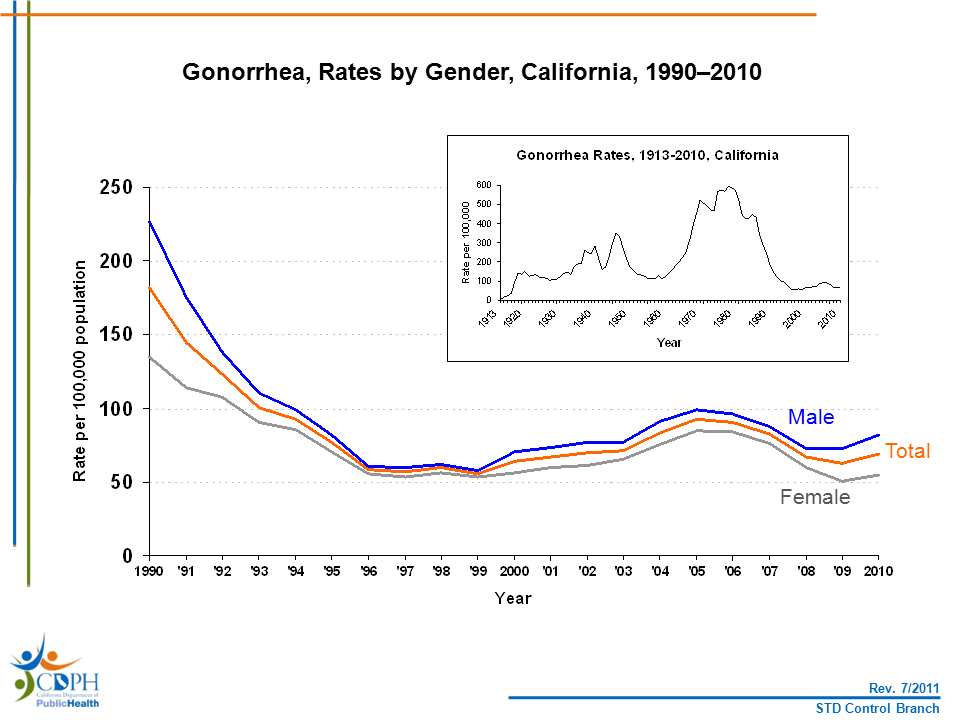 Gonorrhea, Rates by Gender, California, 1990–2010
Gonorrhea Rates, 1913-2010, California
600
500
400
300
200
100
0
Rate per 100,000
1913
1920
1930
1940
1950
1960
1970
1980
1990
2000
2010
Year
250
200
150
100
50
0
Rate per 100,000 population
Male
Total
Female
1990 '91 '92 '93 '94 '95 '96 '97 '98 '99 2000 '01 '02 '03 '04 '05 '06 '07 '08 '09 2010
Year
CDPH
California Department of
PublicHealth
Rev. 7/2011
STD Control Branch